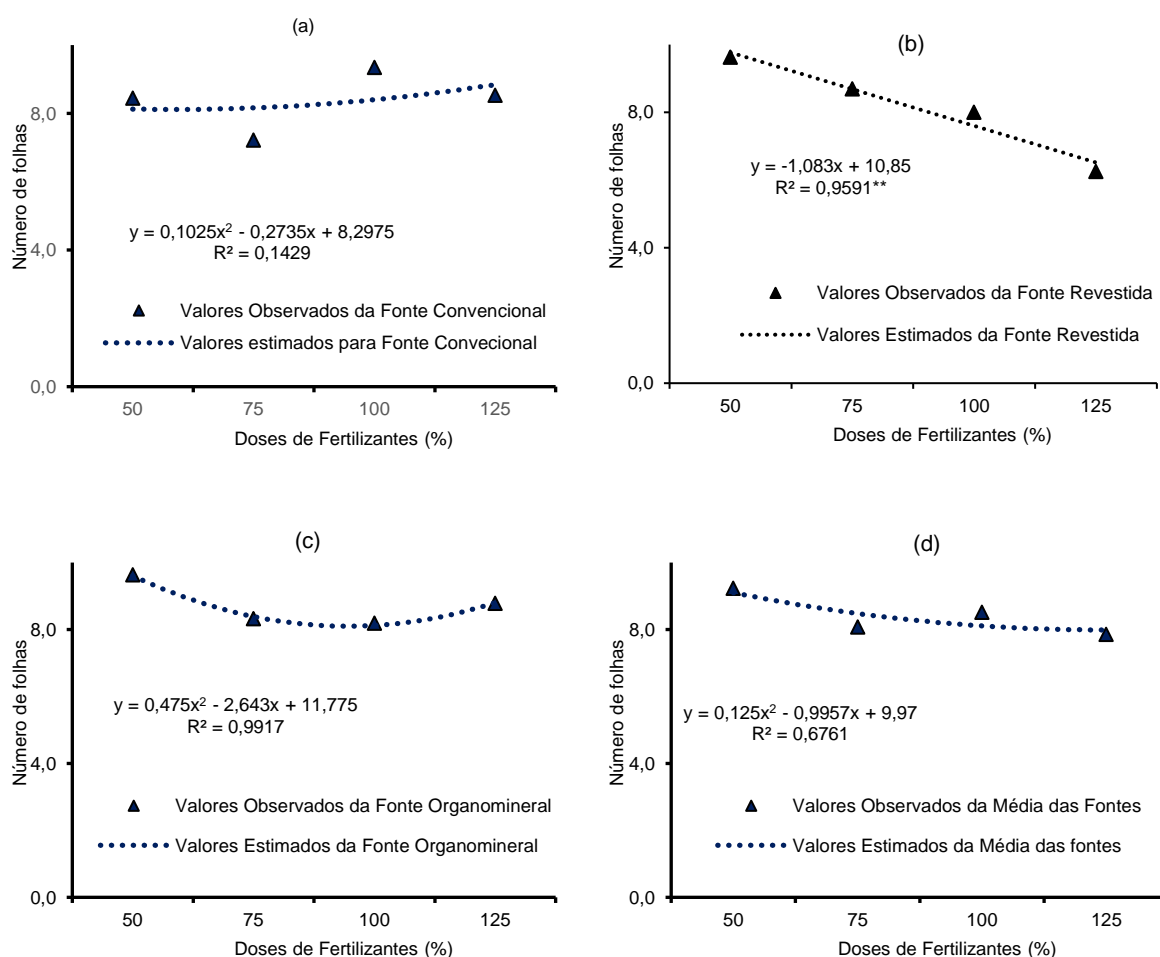 (a)
Número de folhas
8,0
4,0
0,0
y = 0,1025x² - 0,2735x + 8,2975
R² = 0,1429
Valores Observados da Fonte Convencional
Valores estimados para Fonte Convecional
50 75 100 125
Doses de Fertilizantes (%)
(b)
Número de folhas
8,0
4,0
0,0
y = -1,083x + 10,85
R² = 0,9591**
Valores Observados da Fonte Revestida
Valores Estimados da Fonte Revestida
50 75 100 125
Doses de Fertilizantes (%)
(c)
Número de folhas
8,0
4,0
0,0
y = 0,475x² - 2,643x + 11,775
R² = 0,9917
Valores Observados da Fonte Organomineral
Valores Estimados da Fonte Organomineral
50 75 100 125
Doses de Fertilizantes (%)
(d)
Número de folhas
8,0
4,0
0,0
y = 0,125x² - 0,9957x + 9,97
R² = 0,6761
Valores Observados da Média das Fontes
Valores Estimados da Média das fontes
50 75 100 125
Doses de Fertilizantes (%)